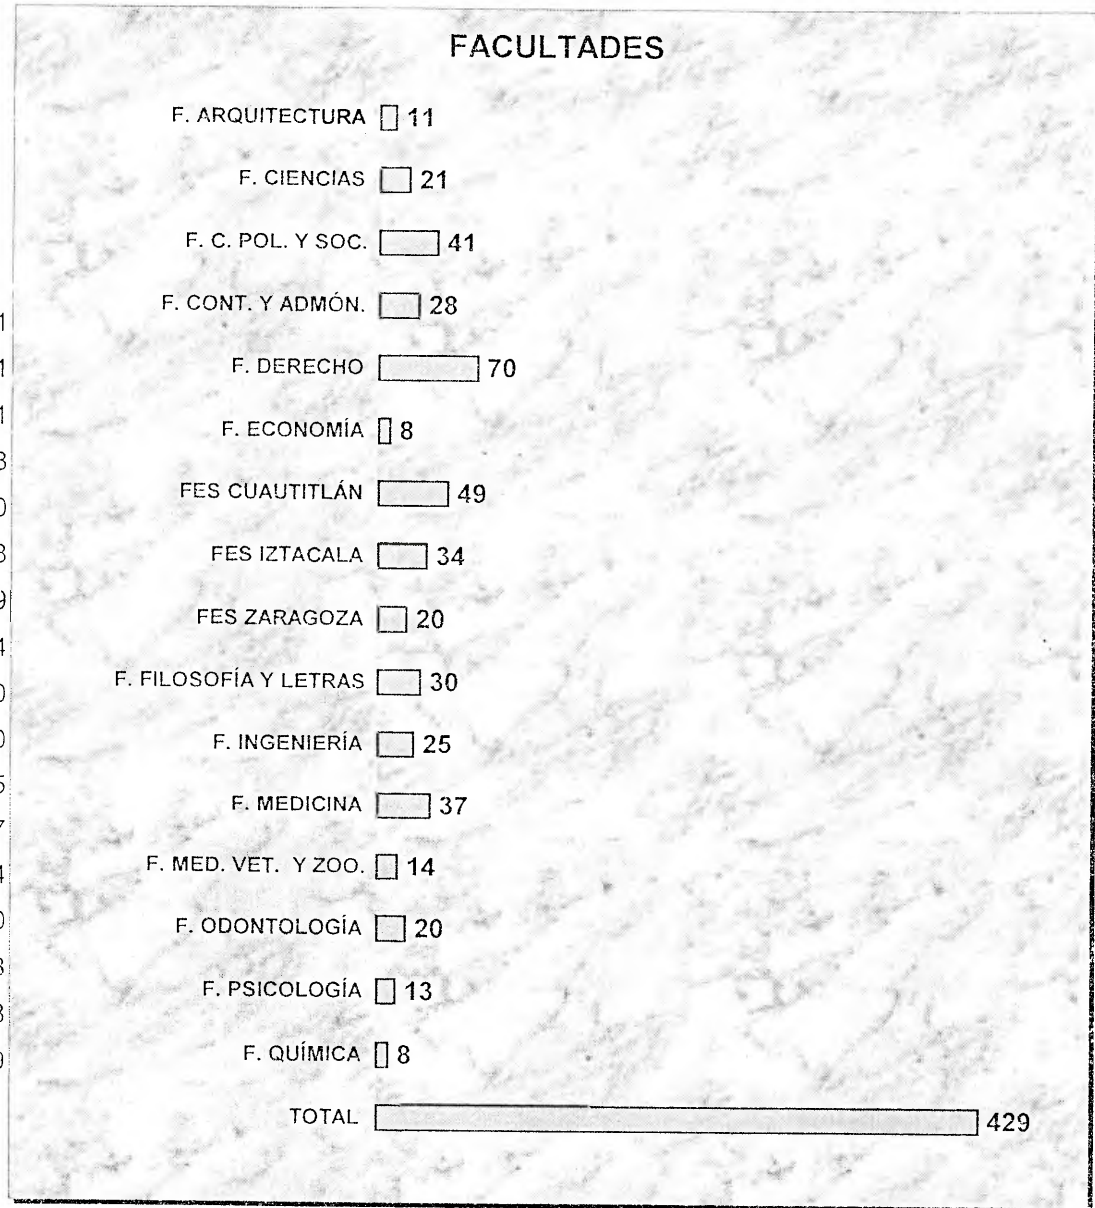 FACULTADES
F. ARQUITECTURA 11
F. CIENCIAS 21
F. C. POL. Y SOC. 41
F. CONT. Y ADMÓN. 28
F. DERECHO 70
F. ECONOMÍA 8
FES CUAUTITLÁN 49
FES IZTACALA 34
FES ZARAGOZA 20
F. FILOSOFÍA Y LETRAS 30
F. INGENIERÍA 25
F. MEDICINA 37
F. MED. VET. Y ZOO. 14
F. ODONTOLOGÍA 20
F. PSICOLOGÍA 13
F. QUÍMICA 8
TOTAL 429